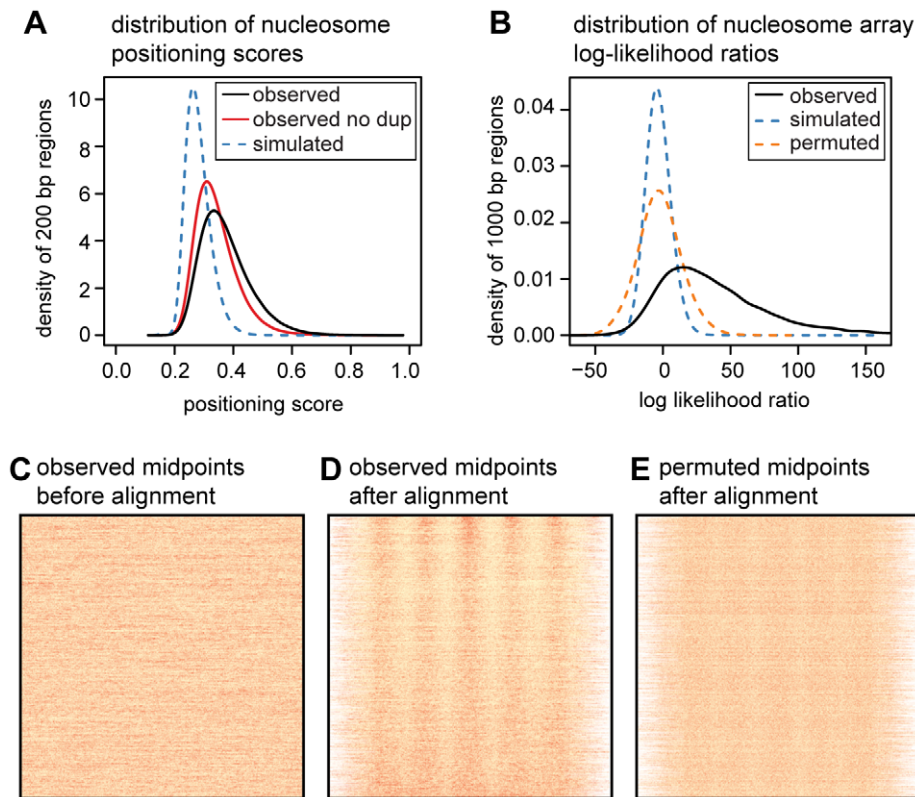 A distribution of nucleosome
positioning scores
density of 200 bp regions
10
8
6
4
2
0
observed
observed no dup
simulated
0.0 0.2 0.4 0.6 0.8 1.0
positioning score
B distribution of nucleosome array
log-likelihood ratios
density of 1000 bp regions
0.04
0.03
0.02
0.01
0.00
observed
simulated
permuted
−50 0 50 100 150
log likelihood ratio
C observed midpoints
before alignment
D observed midpoints
after alignment
E permuted midpoints
after alignment